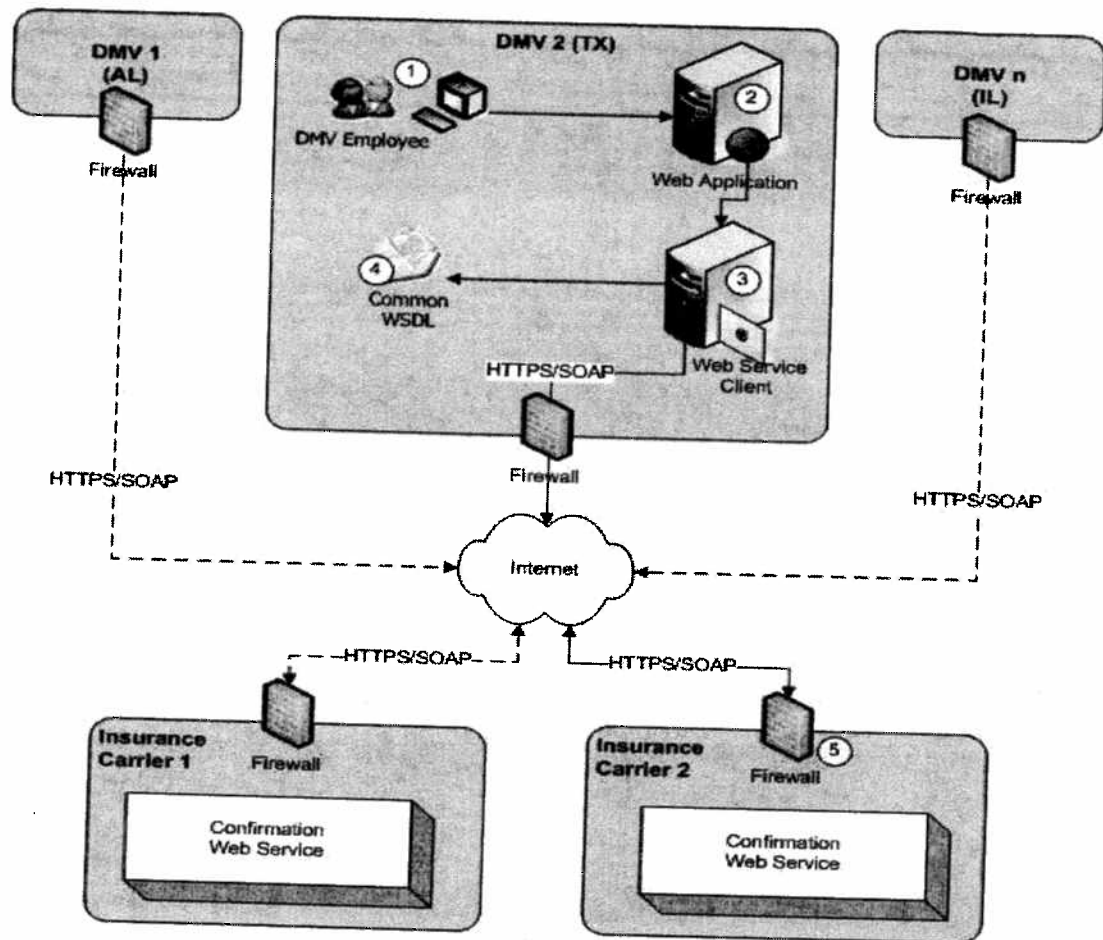 DMV 1
(AL)
Firewall
DMV 2 (TX)
1
DMV Employee
2
Web Application
4
Common
WSDL
3
Web Service
Client
HTTPS/SOAP
Firewall
DMV n
(IL)
Firewall
HTTPS/SOAP
HTTPS/SOAP
Internet
HTTPS/SOAP
HTTPS/SOAP
Insurance
Carrier 1
Firewall
Confirmation
Web Service
Insurance
Carrier 2
5
Firewall
Confirmation
Web Service